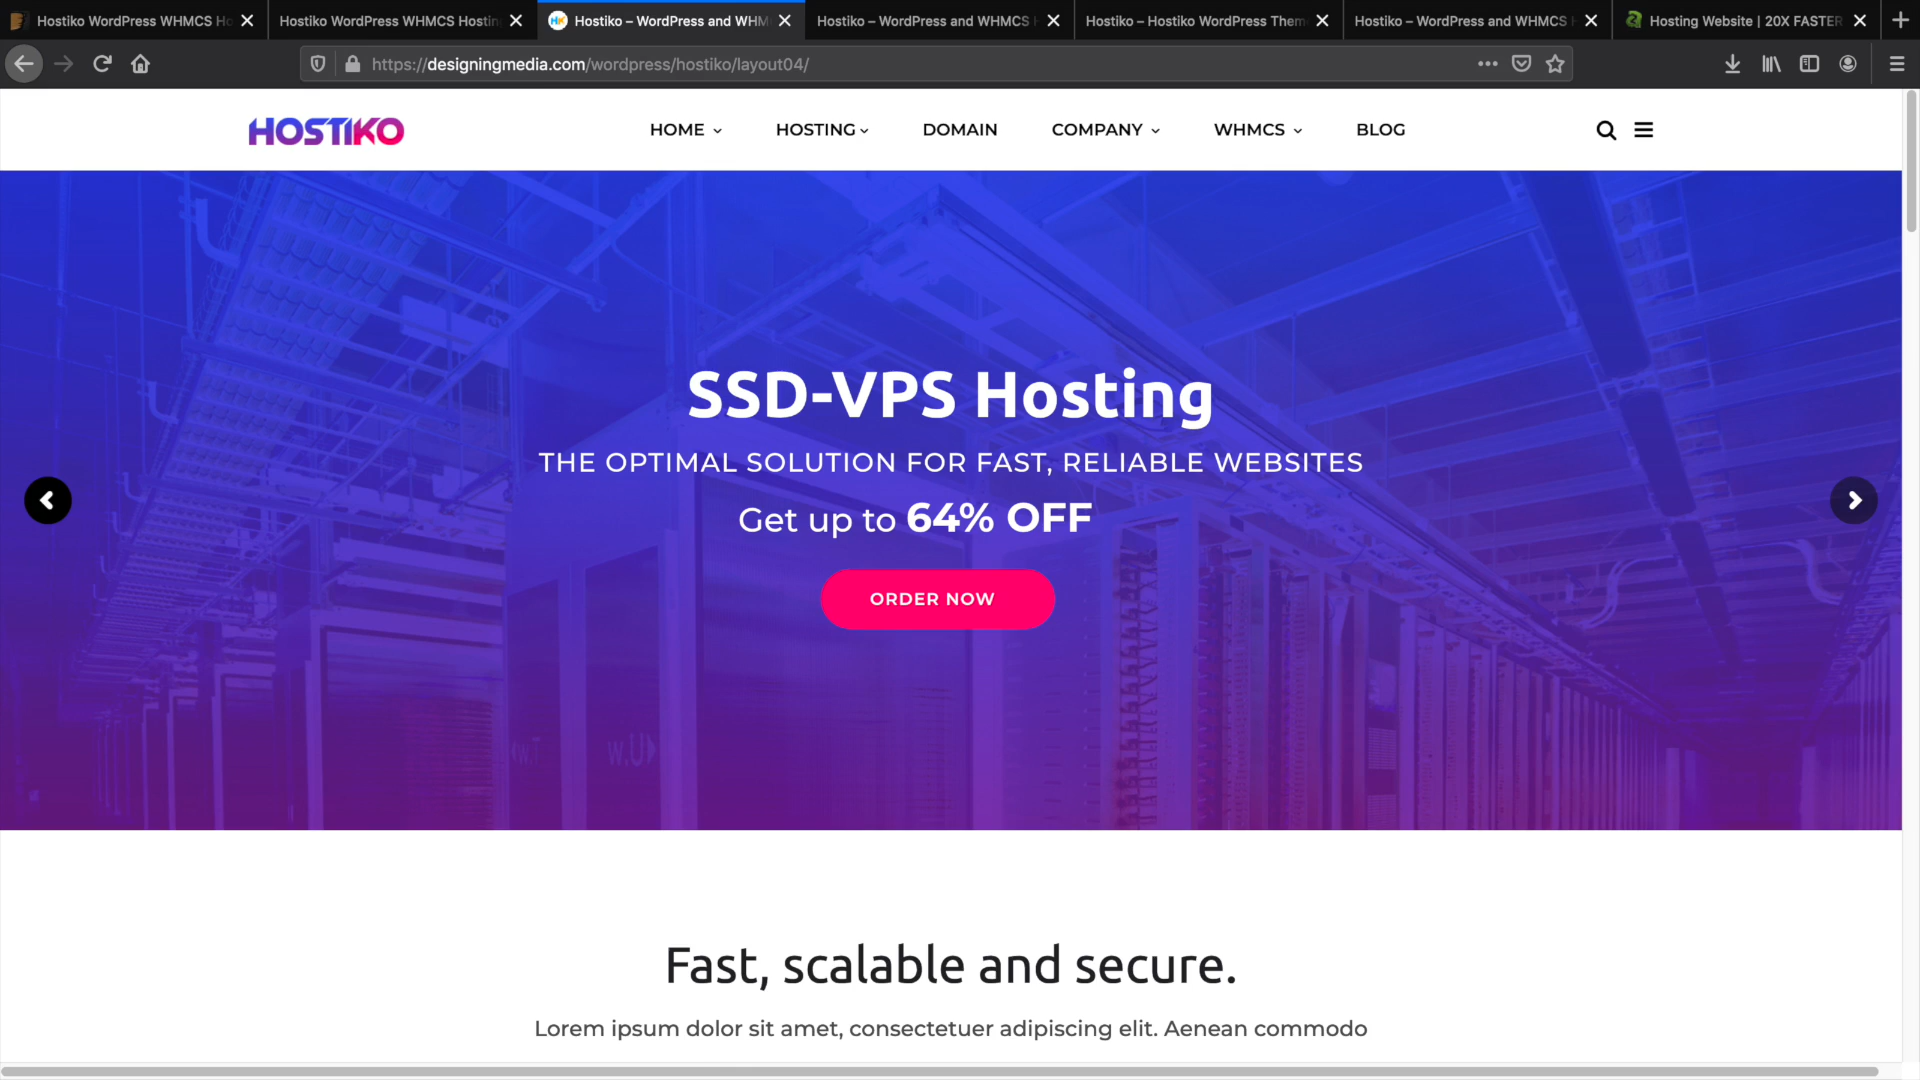 Hostiko WordPress WHMCS Ho
Hostiko WordPress WHMCS Hostin
Hostiko – WordPress and WHM
Hostiko – WordPress and WHMCS
Hostiko – Hostiko WordPress Them
Hostiko – WordPress and WHMCS
Hosting Website | 20X FASTER
https://designingmedia.com/wordpress/hostiko/layout04/
HOSTIKO
HOME
HOSTING
DOMAIN
COMPANY
WHMCS
BLOG
SSD-VPS Hosting
THE OPTIMAL SOLUTION FOR FAST, RELIABLE WEBSITES
Get up to 64% OFF
ORDER NOW
Fast, scalable and secure.
Lorem ipsum dolor sit amet, consectetuer adipiscing elit. Aenean commodo